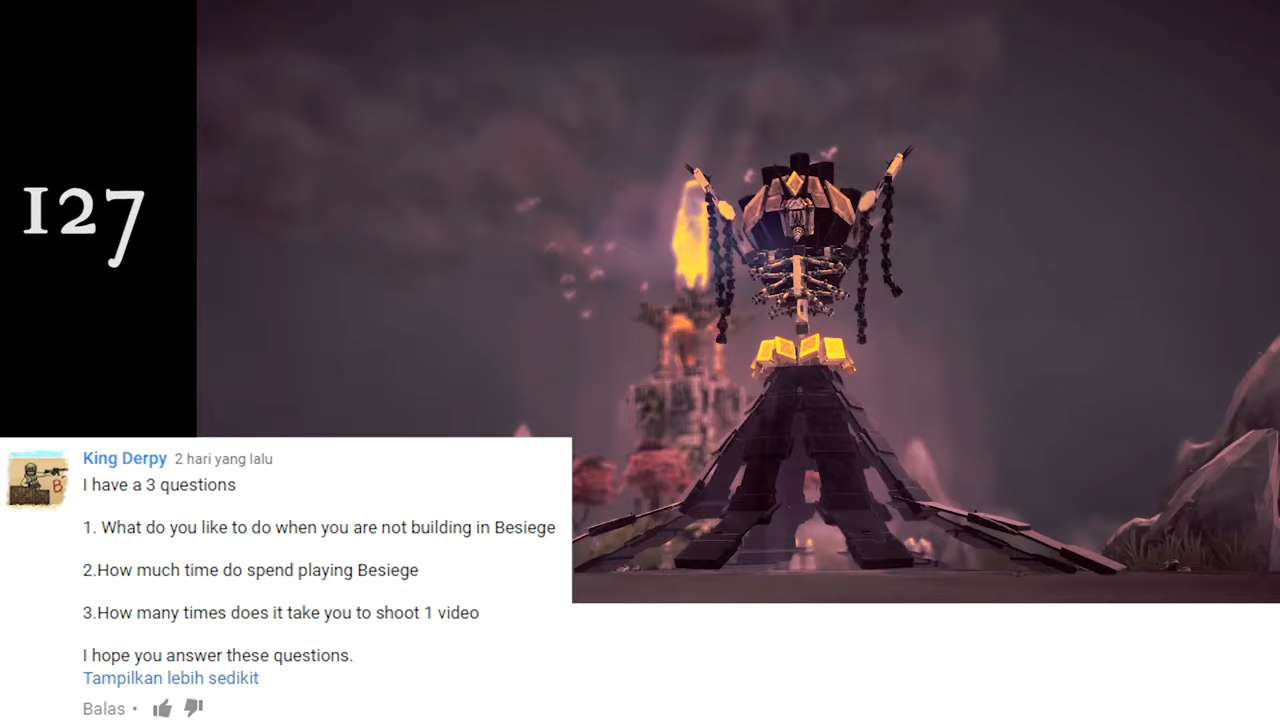 127
King Derpy 2 hari yang lalu
I have a 3 questions
1. What do you like to do when you are not building in Besiege
2.How much time do spend playing Besiege
3.How many times does it take you to shoot 1 video
I hope you answer these questions.
Tampilkan lebih sedikit
Balas •